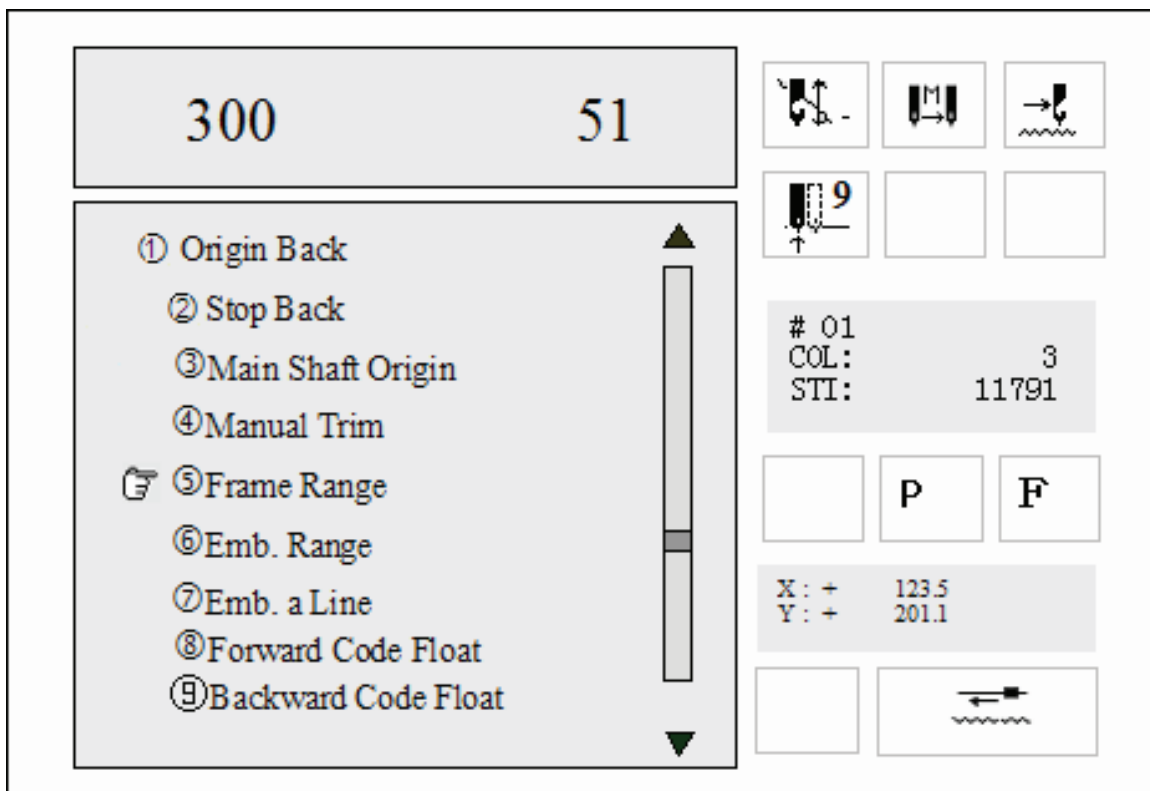 300 51
① Origin Back
② Stop Back
③Main Shaft Origin
④Manual Trim
⑤Frame Range
⑥Emb. Range
⑦Emb. a Line
⑧Forward Code Float
⑨Backward Code Float
M
9
# 01
COL: 3
STI: 11791
P F
X : + 123.5
Y : + 201.1